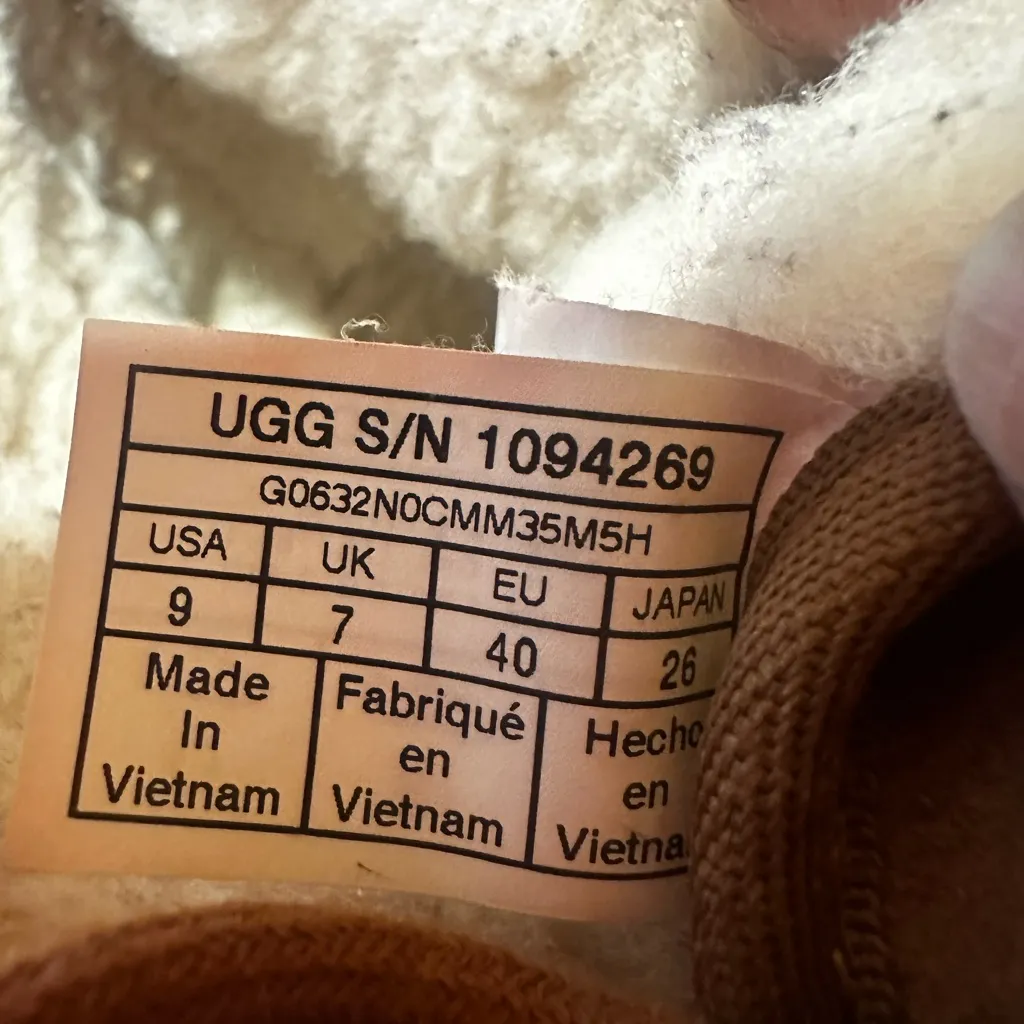 UGG S/N 1094269
G0632N0CMM35M5H
USA UK EU JAPAN
9 7 40 26
Made
In
Vietnam
Fabriqué
en
Vietnam
Hecho
en
Vietna